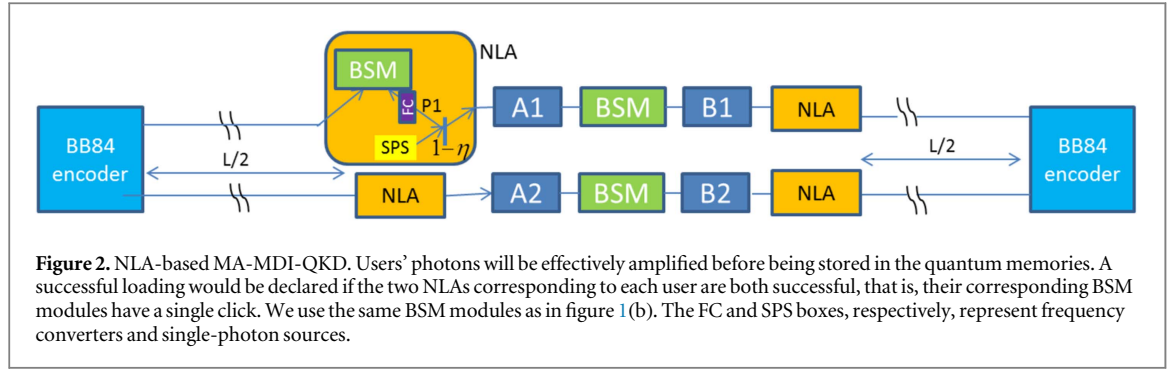 NLA
BSM
FC
P1
SPS
1−η
A1
BSM
B1
NLA
BB84
encoder
L/2
L/2
BB84
encoder
NLA
A2
BSM
B2
NLA
Figure 2. NLA-based MA-MDI-QKD. Users’ photons will be effectively amplified before being stored in the quantum memories. A
successful loading would be declared if the two NLAs corresponding to each user are both successful, that is, their corresponding BSM
modules have a single click. We use the same BSM modules as in figure 1(b). The FC and SPS boxes, respectively, represent frequency
converters and single-photon sources.